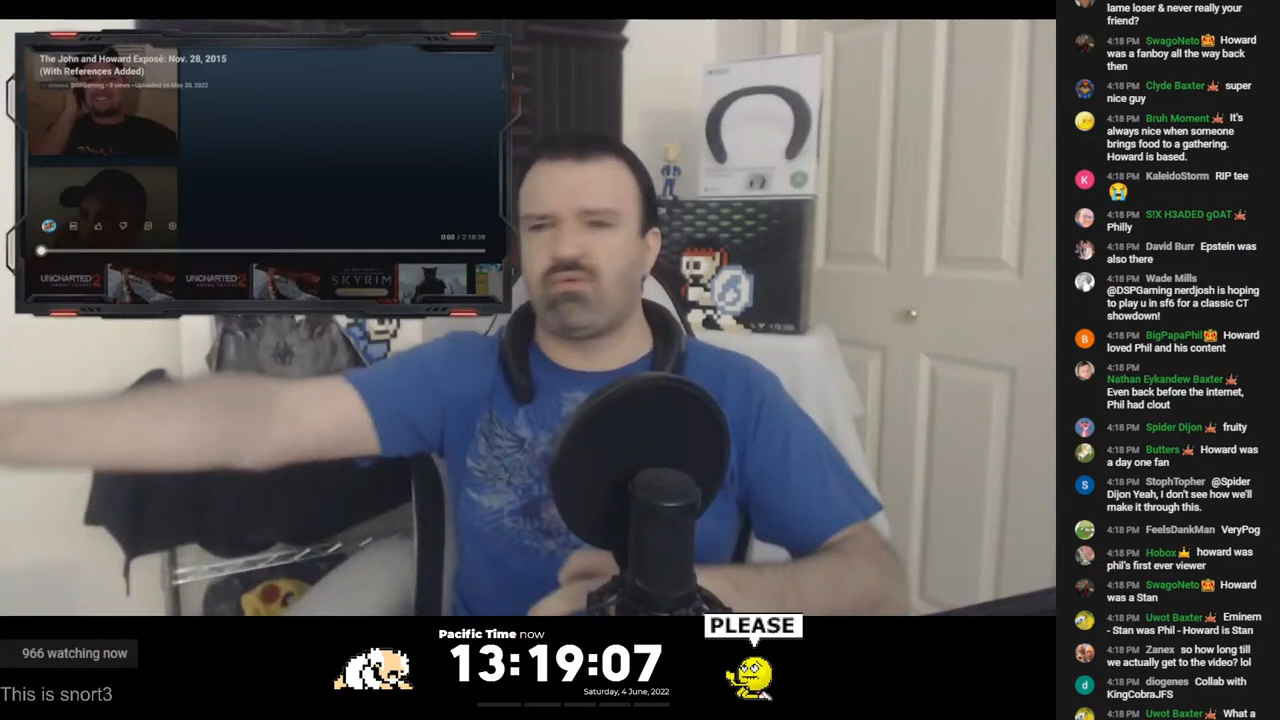 The John and Howard Exposé: Nov. 28, 2015
(With References Added)
Unlisted DSPGaming • 9 views • Uploaded on May 30, 2022
0:00 / 2:18:38
UNCHARTED 2
UNCHARTED 2
SKYRIM
lame loser & never really your
friend?
4:18 PM SwagoNeto Howard
was a fanboy all the way back
then
4:18 PM Clyde Baxter super
nice guy
4:18 PM Bruh Moment It's
always nice when someone
brings food to a gathering.
Howard is based.
K
4:18 PM KaleidoStorm RIP tee
4:18 PM S!X H3ADED gOAT
Philly
4:18 PM David Burr Epstein was
also there
4:18 PM Wade Mills
@DSPGaming nerdjosh is hoping
to play u in sf6 for a classic CT
showdown!
B
4:18 PM BigPapaPhil Howard
loved Phil and his content
4:18 PM
Nathan Eykandew Baxter
Even back before the internet,
Phil had clout
4:18 PM Spider Dijon fruity
4:18 PM Butters Howard was
a day one fan
S
4:18 PM StophTopher @Spider
Dijon Yeah, I don't see how we'll
make it through this.
4:18 PM FeelsDankMan VeryPog
4:18 PM Hobox howard was
phil's first ever viewer
4:18 PM SwagoNeto Howard
was a Stan
4:18 PM Uwot Baxter Eminem
- Stan was Phil - Howard is Stan
4:18 PM Zanex so how long till
we actually get to the video? lol
d
4:18 PM diogenes Collab with
KingCobraJFS
4:18 PM Uwot Baxter What a
966 watching now
This is snort3
Pacific Time now
13:19:07
Saturday, 4 June, 2022
PLEASE